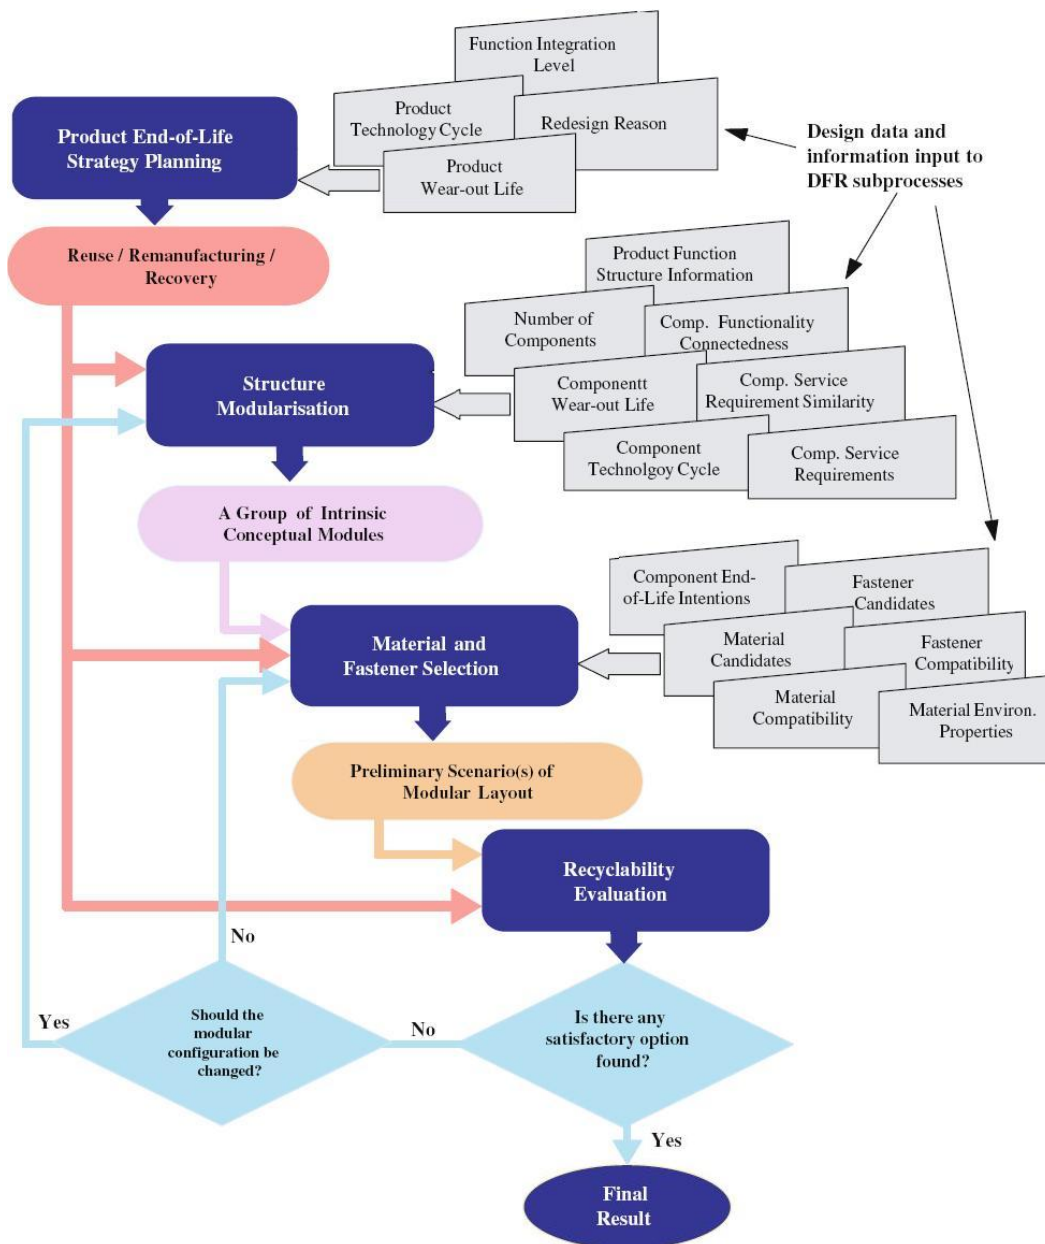 Function Integration
Level
Product
Technology Cycle
Redesign Reason
Product
Wear-out Life
Product End-of-Life
Strategy Planning
Design data and
information input to
DFR subprocesses
Reuse / Remanufacturing /
Recovery
Product Function
Structure Information
Number of
Components
Comp. Functionality
Connectedness
Structure
Modularisation
Componentt
Wear-out Life
Comp. Service
Requirement Similarity
Component
Technolgoy Cycle
Comp. Service
Requirements
A Group of Intrinsic
Conceptual Modules
Component End-
of-Life Intentions
Fastener
Candidates
Material and
Fastener Selection
Material
Candidates
Fastener
Compatibility
Material
Compatibility
Material Environ.
Properties
Preliminary Scenario(s) of
Modular Layout
Recyclability
Evaluation
No
Yes
Should the
modular
configuration be
changed?
No
Is there any
satisfactory option
found?
Yes
Final
Result